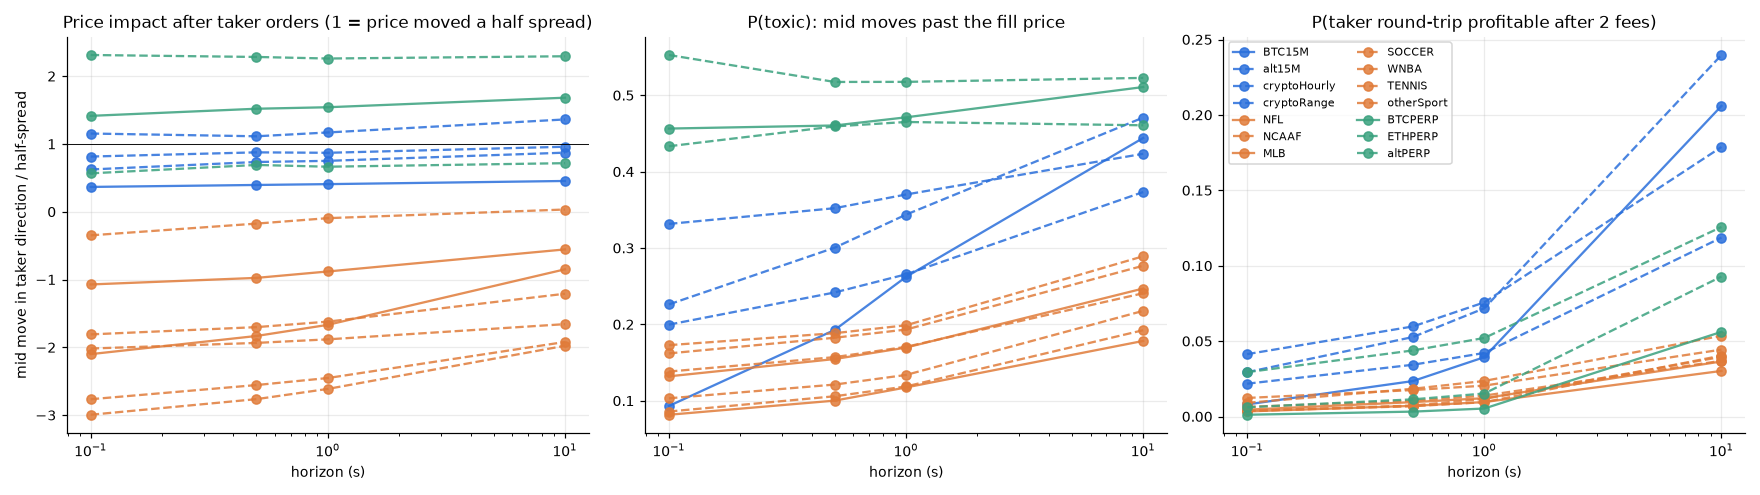 Price impact after taker orders (1 = price moved a half spread)
mid move in taker direction / half-spread
2
1
0
−1
−2
−3
10⁻¹
10⁰
10¹
horizon (s)
P(toxic): mid moves past the fill price
0.5
0.4
0.3
0.2
0.1
10⁻¹
10⁰
10¹
horizon (s)
P(taker round-trip profitable after 2 fees)
0.25
0.20
0.15
0.10
0.05
0.00
BTC15M
alt15M
cryptoHourly
cryptoRange
NFL
NCAAF
MLB
SOCCER
WNBA
TENNIS
otherSport
BTCPERP
ETHPERP
altPERP
10⁻¹
10⁰
10¹
horizon (s)